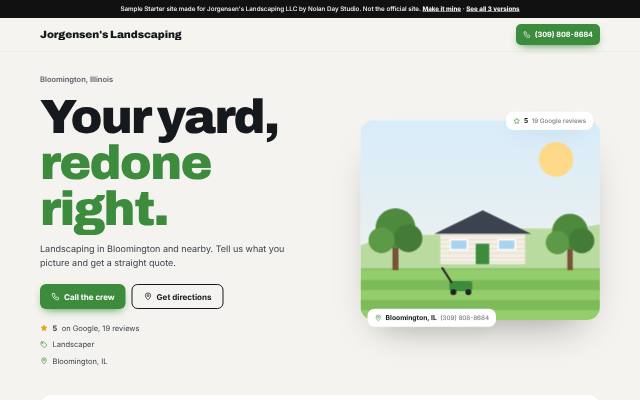 Sample Starter site made for Jorgensen's Landscaping LLC by Nolan Day Studio. Not the official site. Make it mine · See all 3 versions
Jorgensen's Landscaping
(309) 808-8684
Bloomington, Illinois
Your yard,
redone
right.
Landscaping in Bloomington and nearby. Tell us what you
picture and get a straight quote.
Call the crew
Get directions
5 on Google, 19 reviews
Landscaper
Bloomington, IL
5 19 Google reviews
Bloomington, IL (309) 808-8684